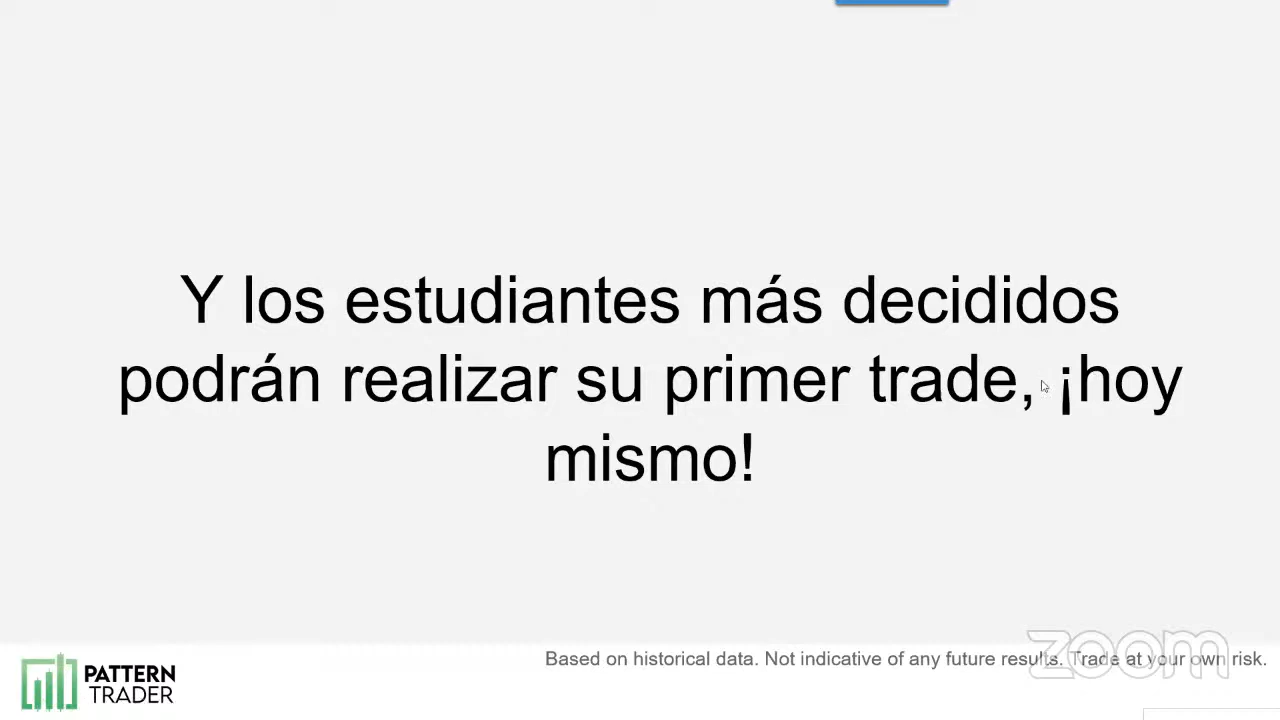 Y los estudiantes más decididos
podrán realizar su primer trade, ¡hoy
mismo!
zoom
Based on historical data. Not indicative of any future results. Trade at your own risk.
PATTERN
TRADER